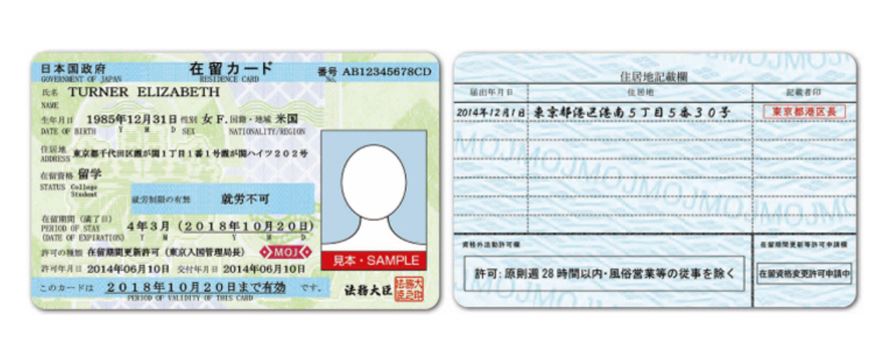 日本国政府 在留カード 番号 AB12345678CD
GOVERNMENT OF JAPAN RESIDENCE CARD No.
氏名 TURNER ELIZABETH
NAME
生年月日 1985年12月31日 性別 女 F. 国籍・地域 米国
DATE OF BIRTH Y M D SEX NATIONALITY/REGION
住居地 東京都千代田区霞が関1丁目1番1号霞が関ハイツ202号
ADDRESS
在留資格 留学
STATUS College
Student
就労制限の有無 就労不可
在留期間(満了日)
PERIOD OF STAY 4年3月(2018年10月20日)
(DATE OF EXPIRATION) Y M Y M D
許可の種類 在留期間更新許可(東京入国管理局長) MOJ
見本・SAMPLE
許可年月日 2014年06月10日 交付年月日 2014年06月10日
このカードは 2018年10月20日まで有効 です。
PERIOD OF VALIDITY OF THIS CARD
法務大臣
住居地記載欄
届出年月日 住居地 記載者印
2014年12月1日 東京都港区港南5丁目5番30号 東京都港区長
MOJMOJMOJ
資格外活動許可欄 在留期間更新等許可申請欄
許可:原則週28時間以内・風俗営業等の従事を除く 在留資格変更許可申請中